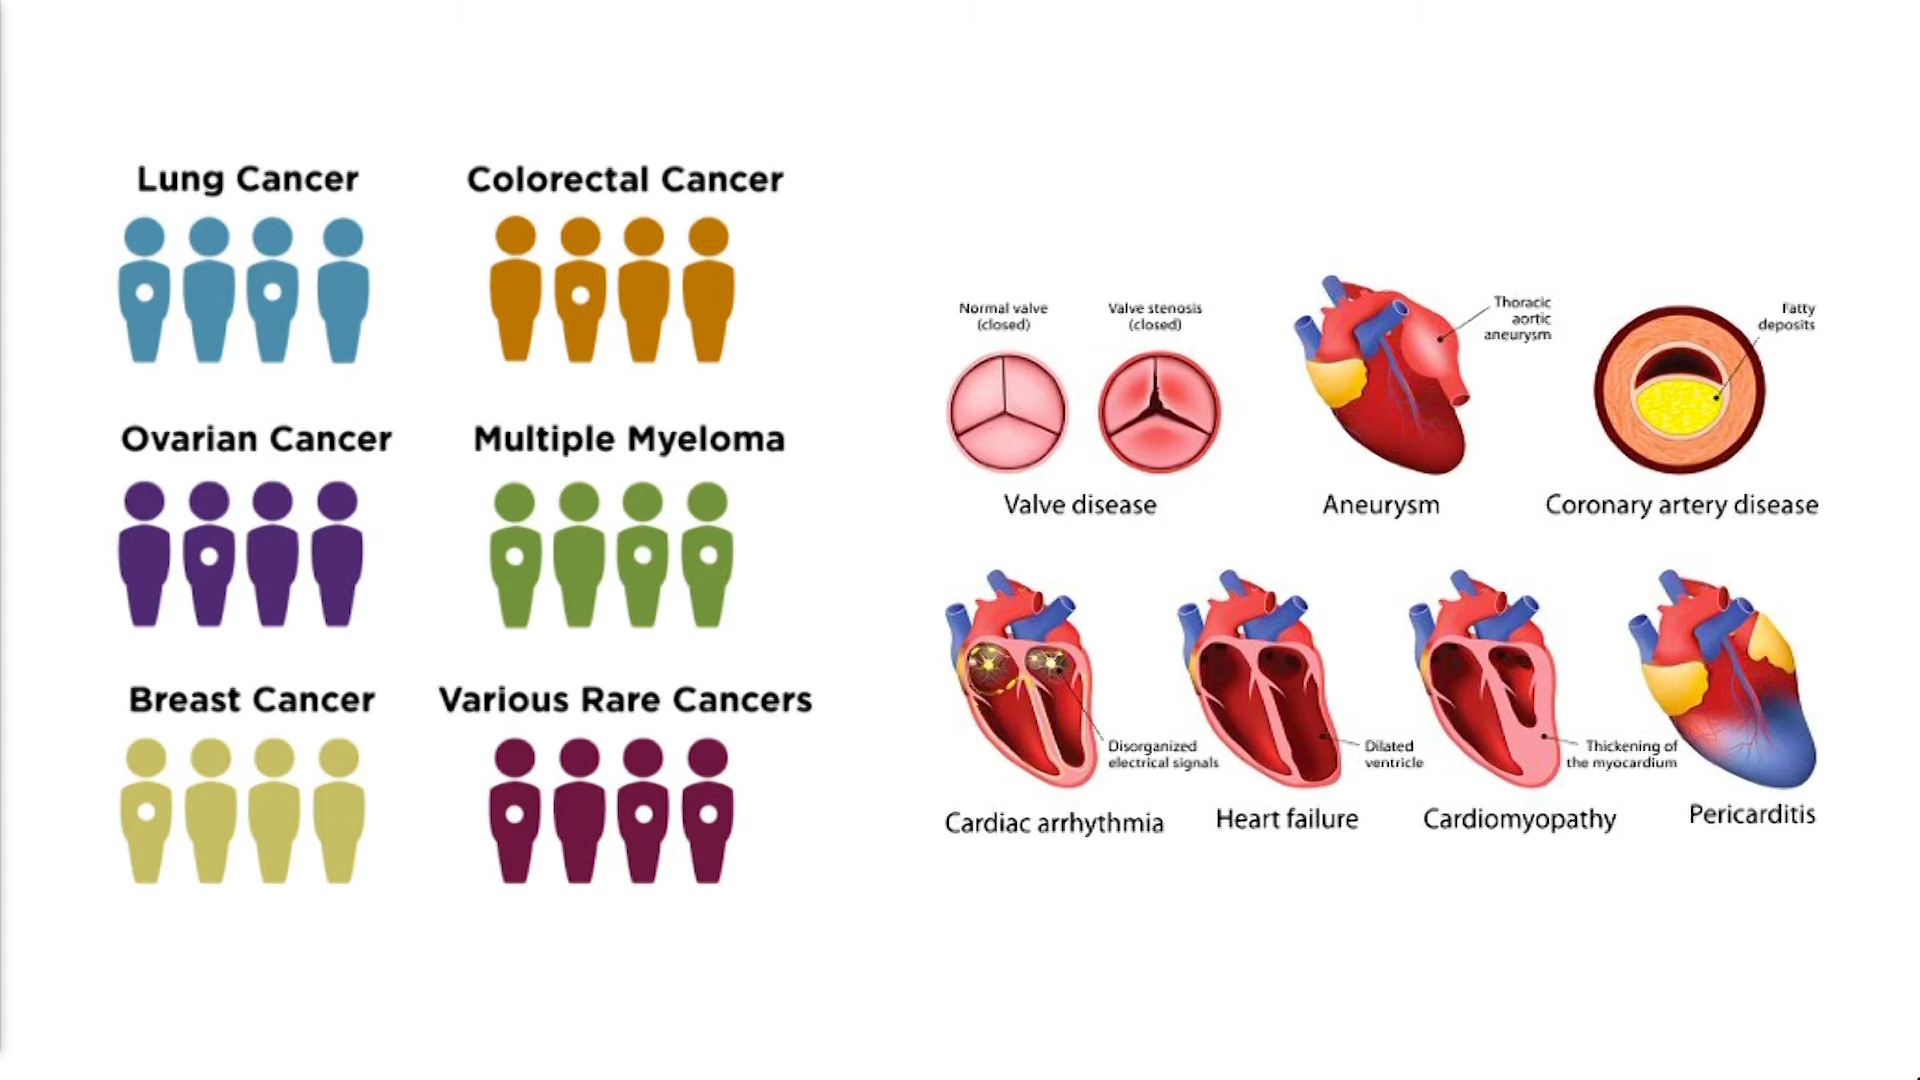 Lung Cancer
Colorectal Cancer
Ovarian Cancer
Multiple Myeloma
Breast Cancer
Various Rare Cancers
Normal valve
(closed)
Valve stenosis
(closed)
Valve disease
Thoracic
aortic
aneurysm
Aneurysm
Fatty
deposits
Coronary artery disease
Disorganized
electrical signals
Cardiac arrhythmia
Dilated
ventricle
Heart failure
Thickening of
the myocardium
Cardiomyopathy
Pericarditis